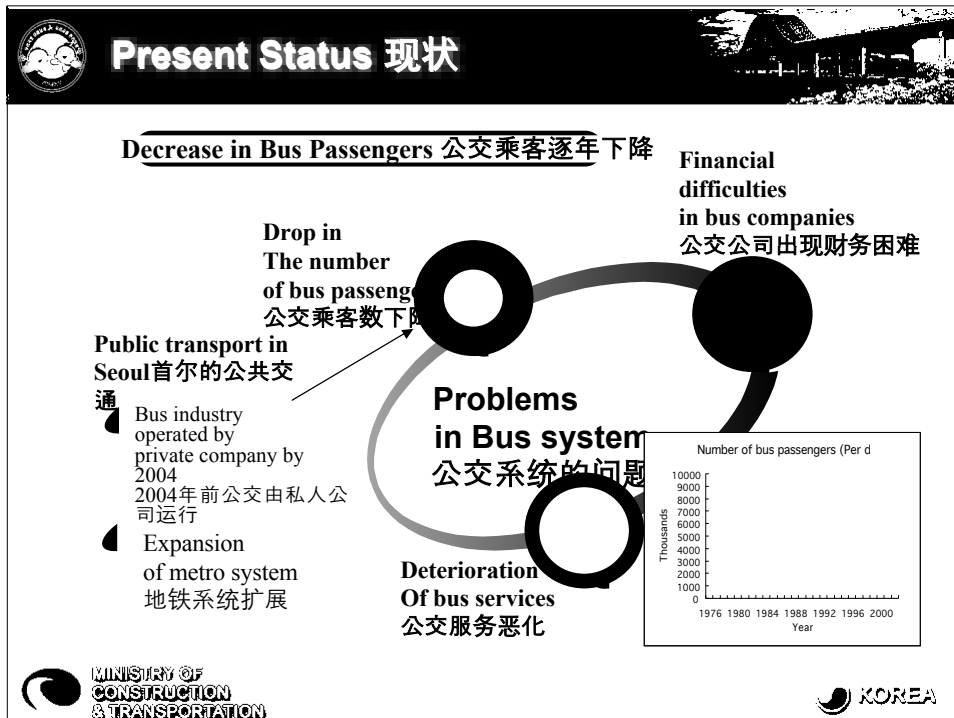 Present Status 现状
Decrease in Bus Passengers 公交乘客逐年下降
Financial
difficulties
in bus companies
公交公司出现财务困难
Drop in
The number
of bus passenge
公交乘客数下降
Public transport in
Seoul首尔的公共交
通
Bus industry
operated by
private company by
2004
2004年前公交由私人公
司运行
Expansion
of metro system
地铁系统扩展
Problems
in Bus system
公交系统的问题
Deterioration
Of bus services
公交服务恶化
Number of bus passengers (Per d
Thousands
10000
9000
8000
7000
6000
5000
4000
3000
2000
1000
0
1976 1980 1984 1988 1992 1996 2000
Year
MINISTRY OF
CONSTRUCTION
& TRANSPORTATION
KOREA